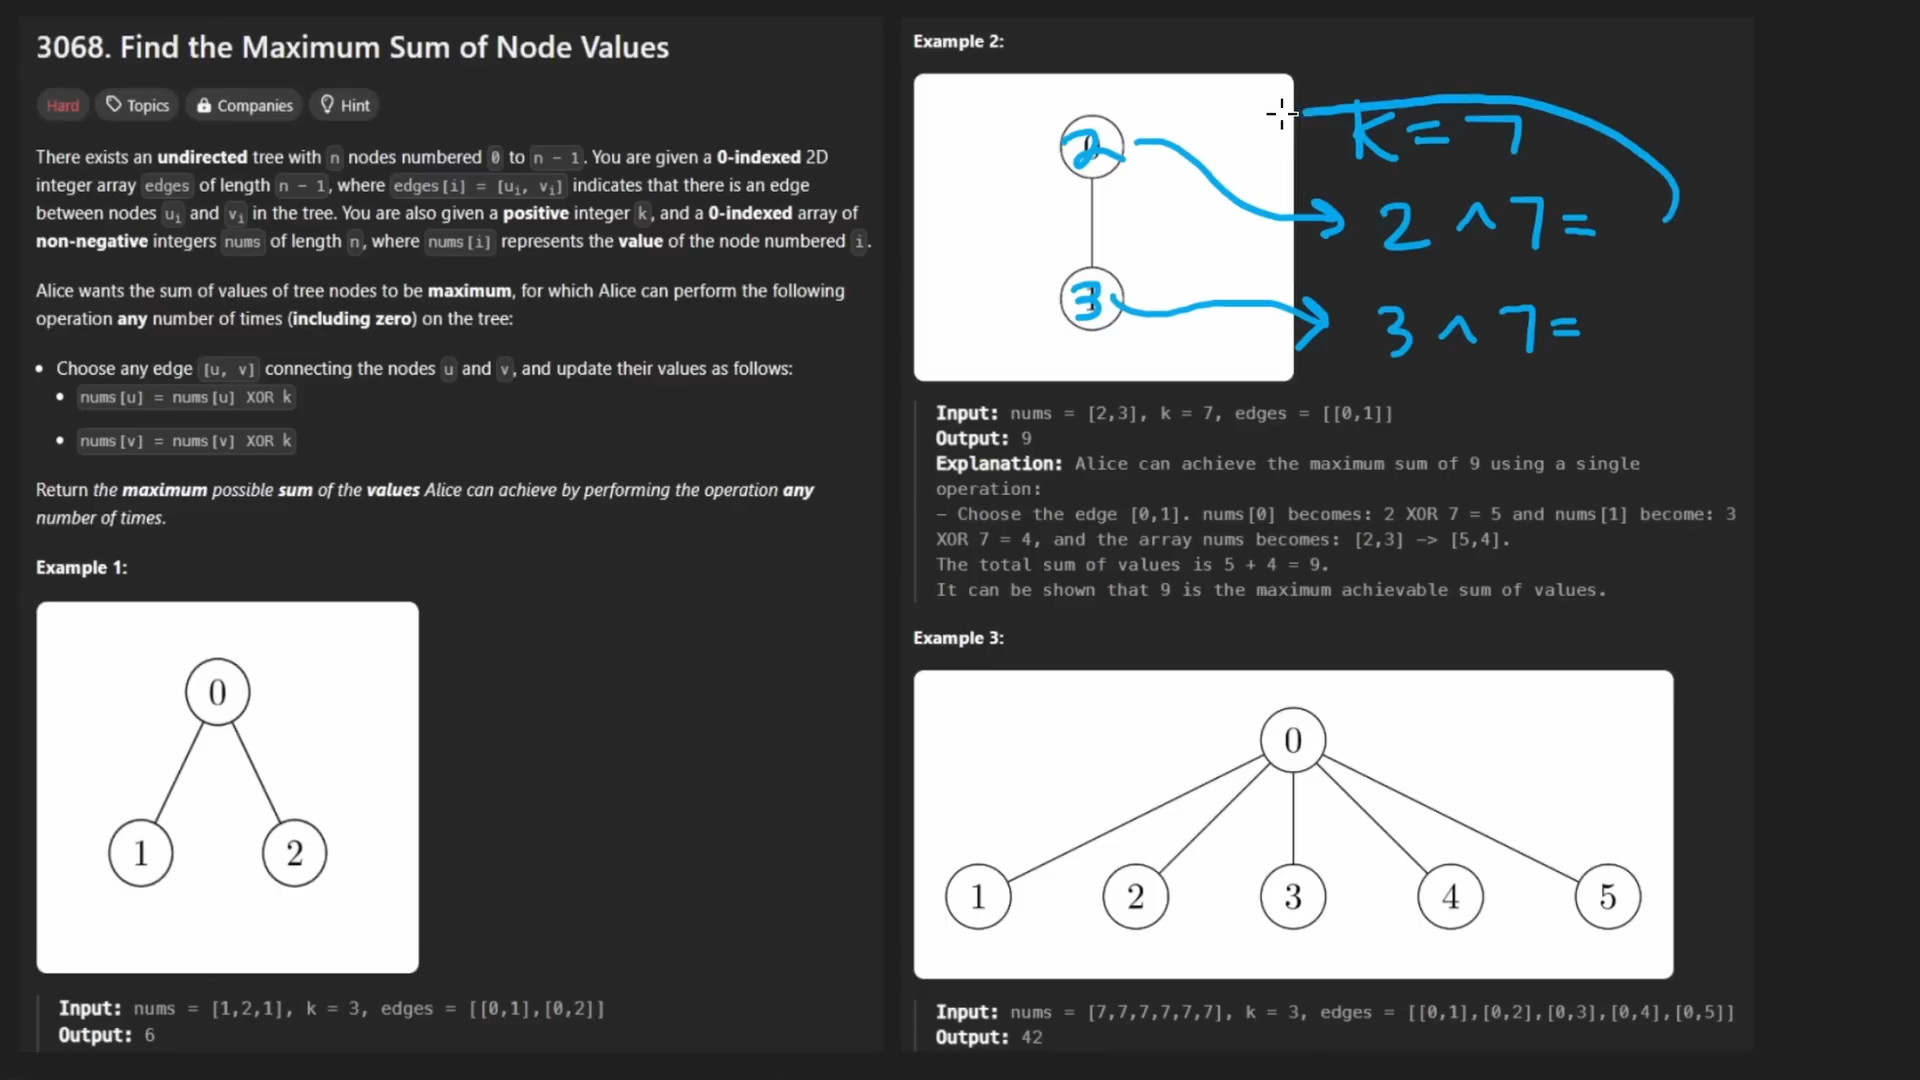 3068. Find the Maximum Sum of Node Values
Hard Topics Companies Hint
There exists an undirected tree with n nodes numbered 0 to n - 1. You are given a 0-indexed 2D
integer array edges of length n - 1, where edges[i] = [ui, vi] indicates that there is an edge
between nodes ui and vi in the tree. You are also given a positive integer k, and a 0-indexed array of
non-negative integers nums of length n, where nums[i] represents the value of the node numbered i.
Alice wants the sum of values of tree nodes to be maximum, for which Alice can perform the following
operation any number of times (including zero) on the tree:
• Choose any edge [u, v] connecting the nodes u and v, and update their values as follows:
• nums[u] = nums[u] XOR k
• nums[v] = nums[v] XOR k
Return the maximum possible sum of the values Alice can achieve by performing the operation any
number of times.
Example 1:
0
1 2
Input: nums = [1,2,1], k = 3, edges = [[0,1],[0,2]]
Output: 6
Example 2:
K = 7
2
2 ^ 7 =
3
3 ^ 7 =
Input: nums = [2,3], k = 7, edges = [[0,1]]
Output: 9
Explanation: Alice can achieve the maximum sum of 9 using a single
operation:
- Choose the edge [0,1]. nums[0] becomes: 2 XOR 7 = 5 and nums[1] become: 3
XOR 7 = 4, and the array nums becomes: [2,3] -> [5,4].
The total sum of values is 5 + 4 = 9.
It can be shown that 9 is the maximum achievable sum of values.
Example 3:
0
1 2 3 4 5
Input: nums = [7,7,7,7,7,7], k = 3, edges = [[0,1],[0,2],[0,3],[0,4],[0,5]]
Output: 42